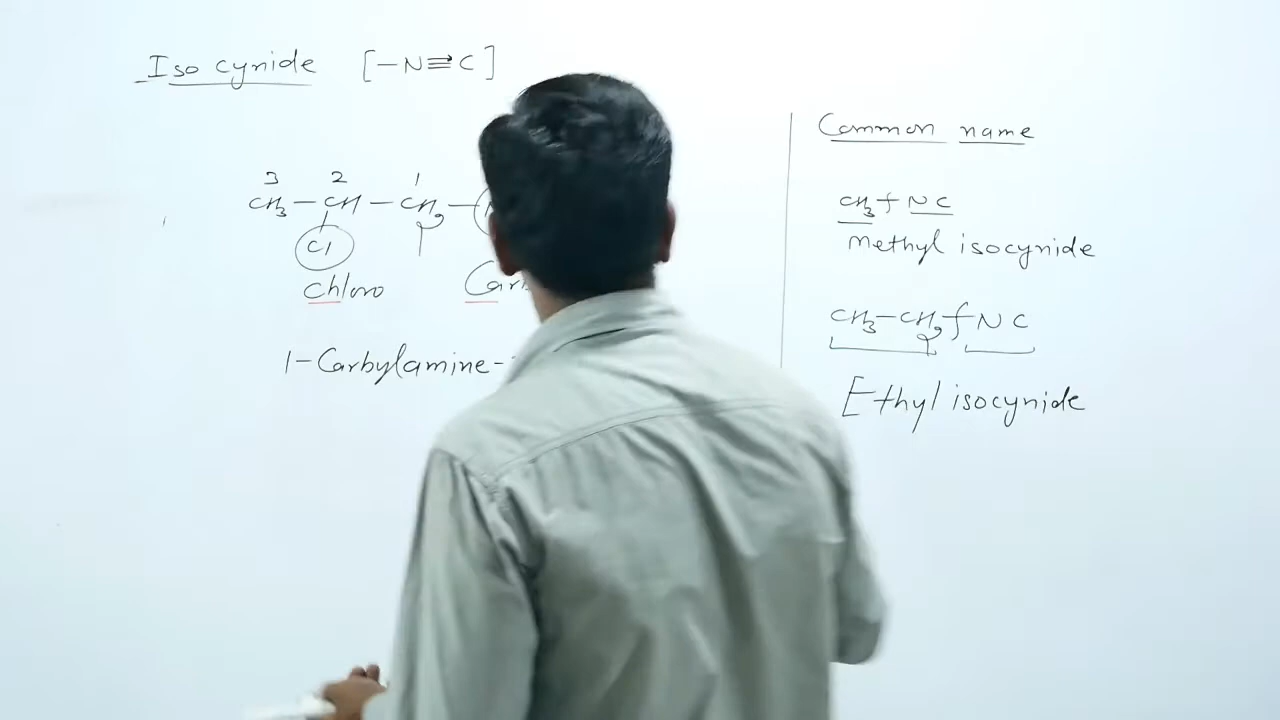 Iso cynide [-N≡C]
3 2 1
CH3 - CH - CH2 -
Cl
chloro
1-Carbylamine-
Common name
CH3 NC
methyl isocynide
CH3-CH2 NC
Ethyl isocynide